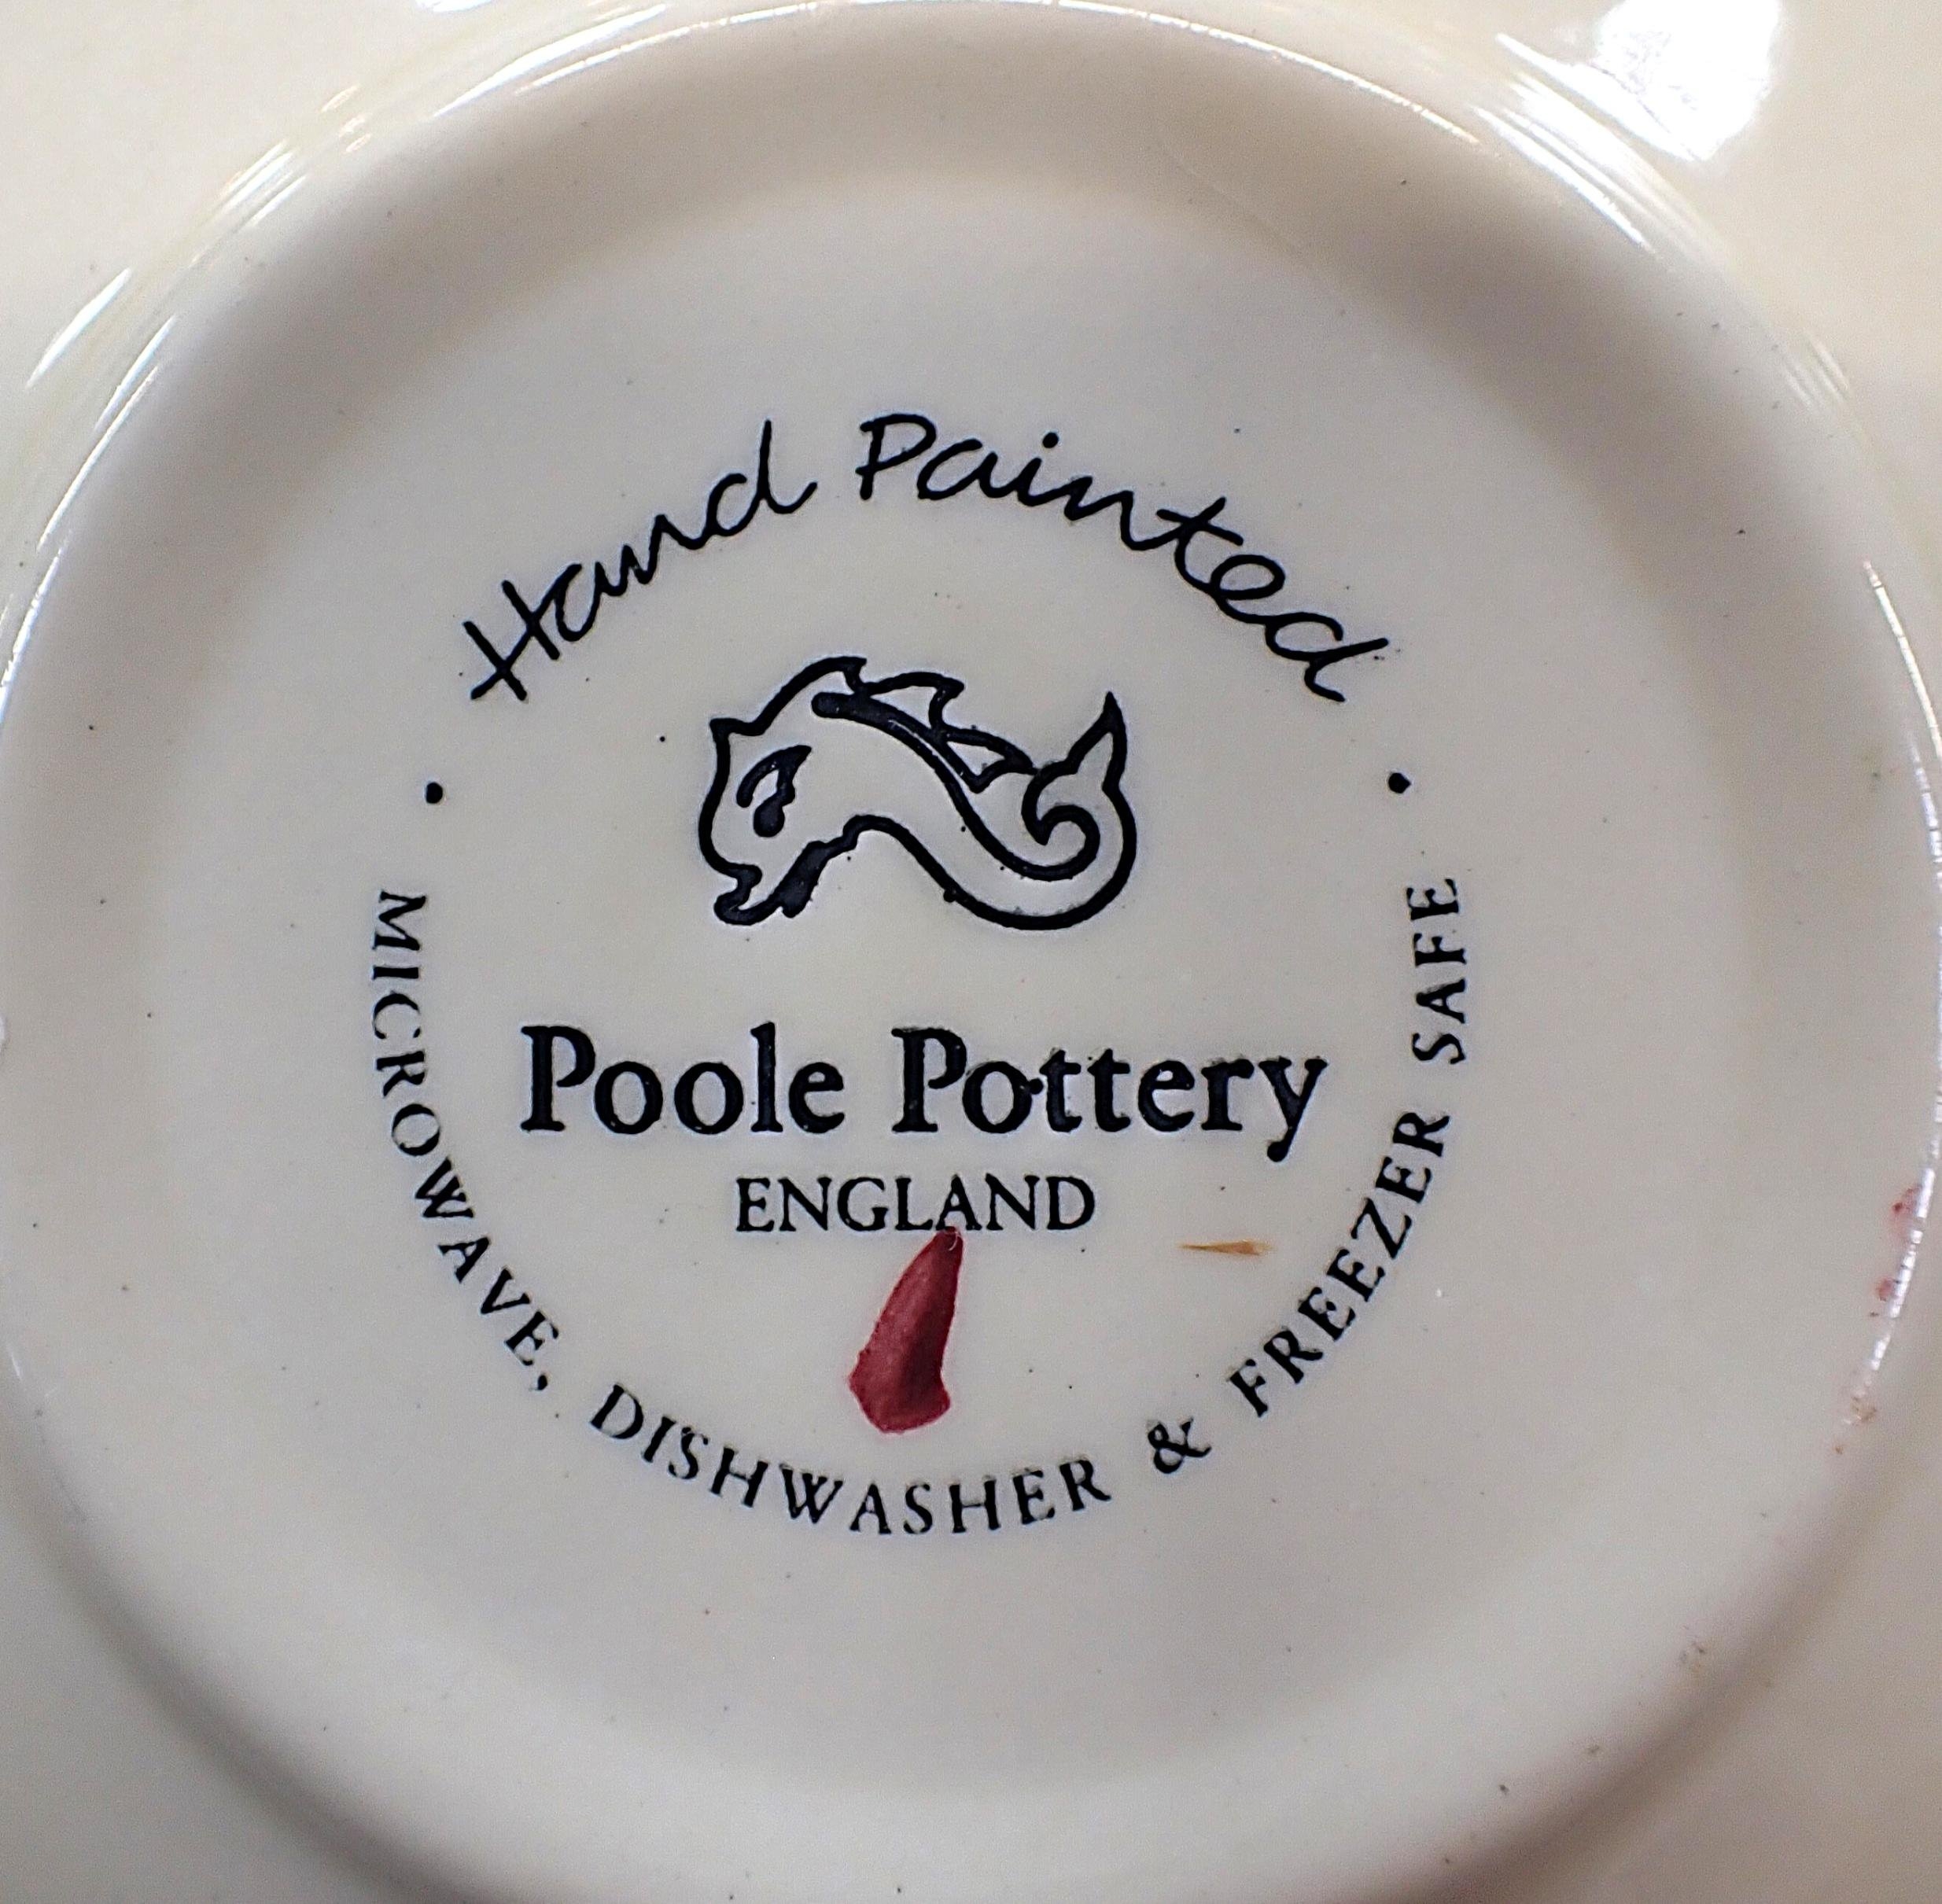 Hand Painted
Poole Pottery
ENGLAND
MICROWAVE, DISHWASHER & FREEZER SAFE